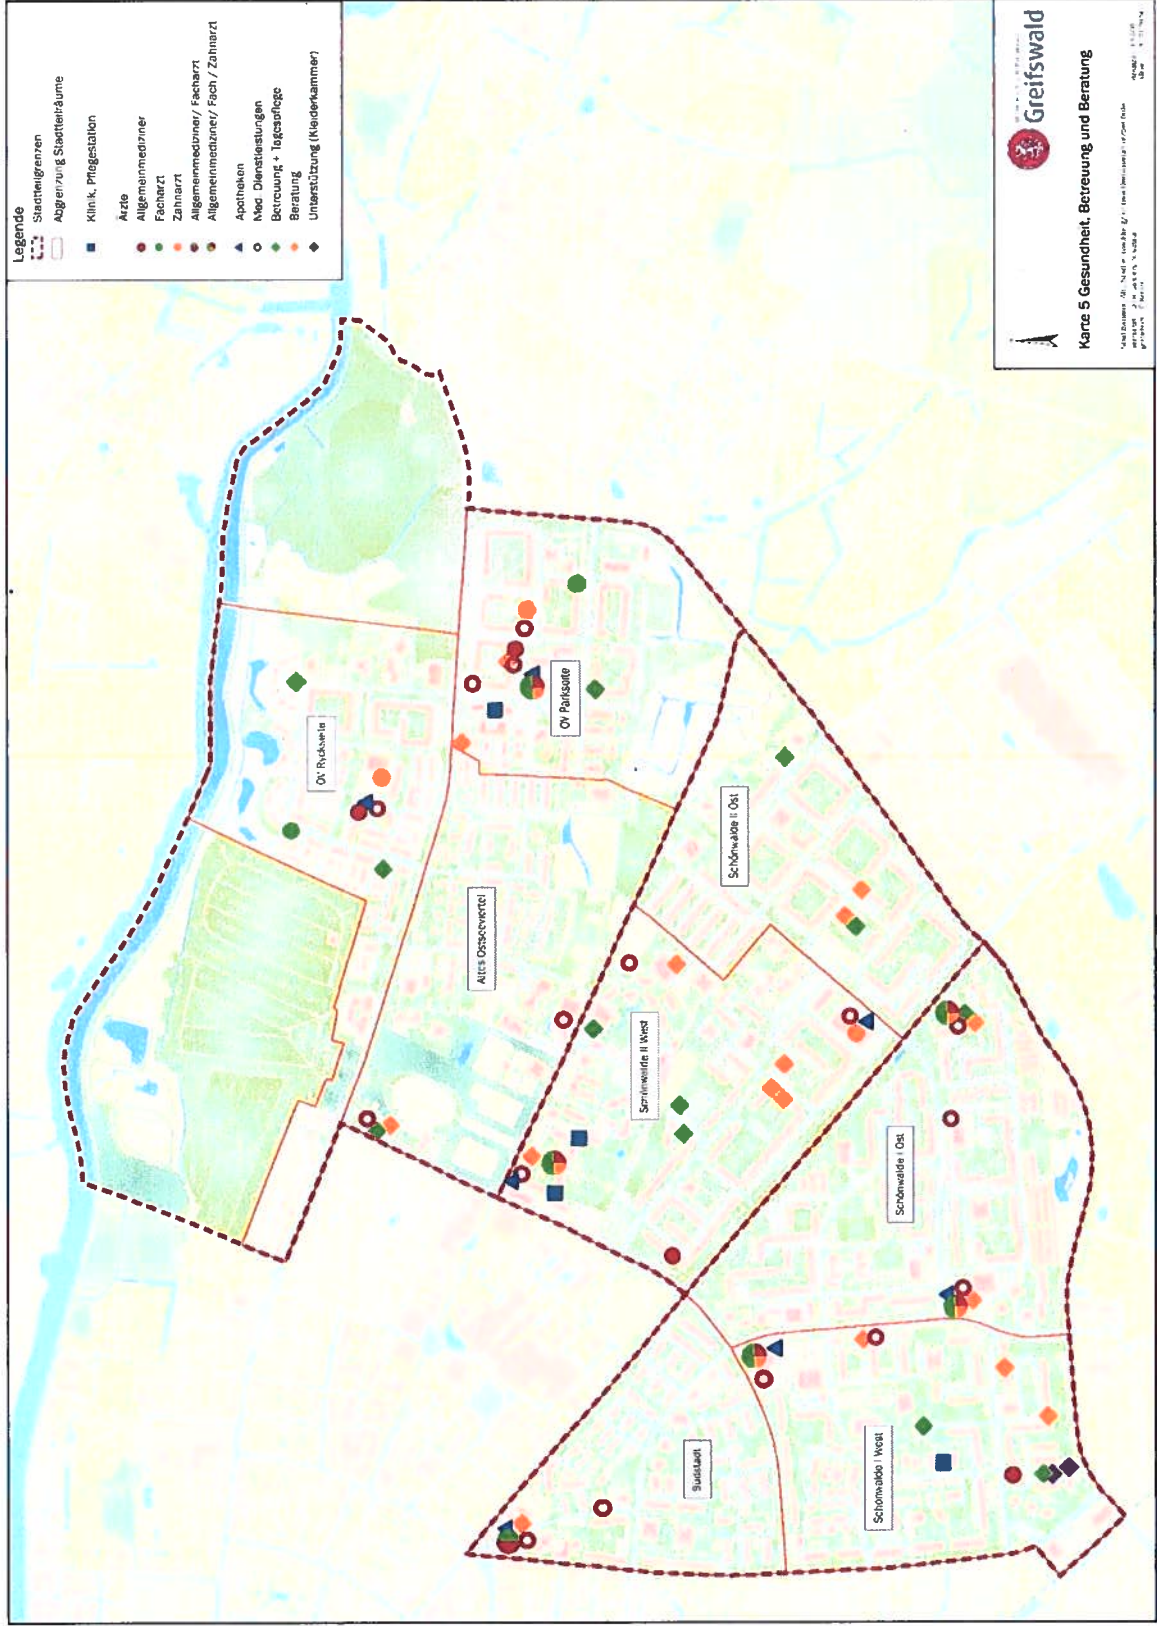 Legende
Stadtteilgrenzen
Abgrenzung Stadtteilräume
Klinik, Pflegestation
Ärzte
Allgemeinmediziner
Facharzt
Zahnarzt
Allgemeinmediziner/ Facharzt
Allgemeinmediziner/ Fach / Zahnarzt
Apotheken
Med. Dienstleistungen
Betreuung + Tagespflege
Beratung
Unterstützung (Kleiderkammer)
OV Ryckseite
OV Parkseite
Altes Ostseeviertel
Schönwalde II Ost
Schönwalde II West
Schönwalde I Ost
Südstadt
Schönwalde I West
Greifswald
Karte 5 Gesundheit, Betreuung und Beratung